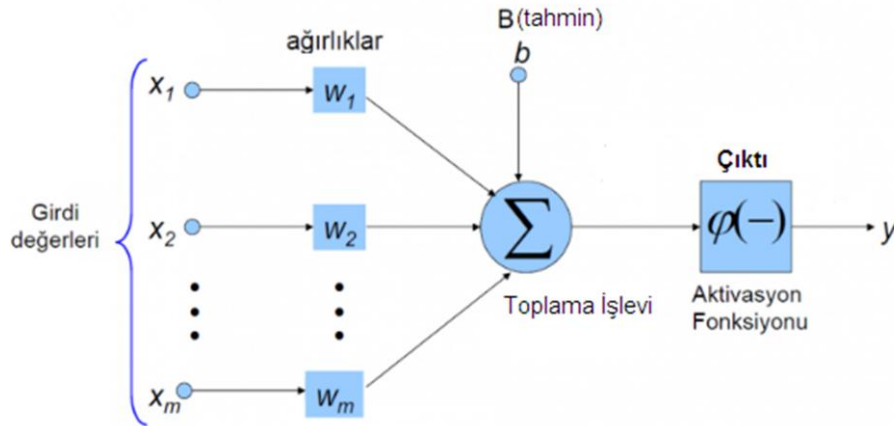 B(tahmin)
ağırlıklar
b
x1
w1
Çıktı
Girdi
değerleri
x2
w2
∑
φ(−)
y
Toplama İşlevi
Aktivasyon
Fonksiyonu
xm
wm